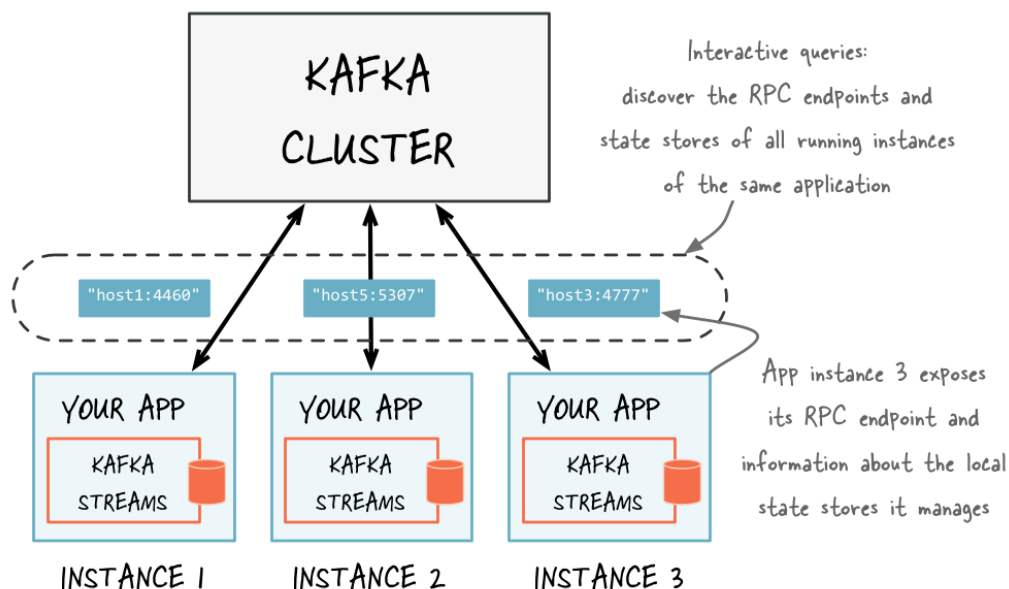 KAFKA
CLUSTER
Interactive queries:
discover the RPC endpoints and
state stores of all running instances
of the same application
"host1:4460"
"host5:5307"
"host3:4777"
YOUR APP
KAFKA
STREAMS
INSTANCE 1
YOUR APP
KAFKA
STREAMS
INSTANCE 2
YOUR APP
KAFKA
STREAMS
INSTANCE 3
App instance 3 exposes
its RPC endpoint and
information about the local
state stores it manages